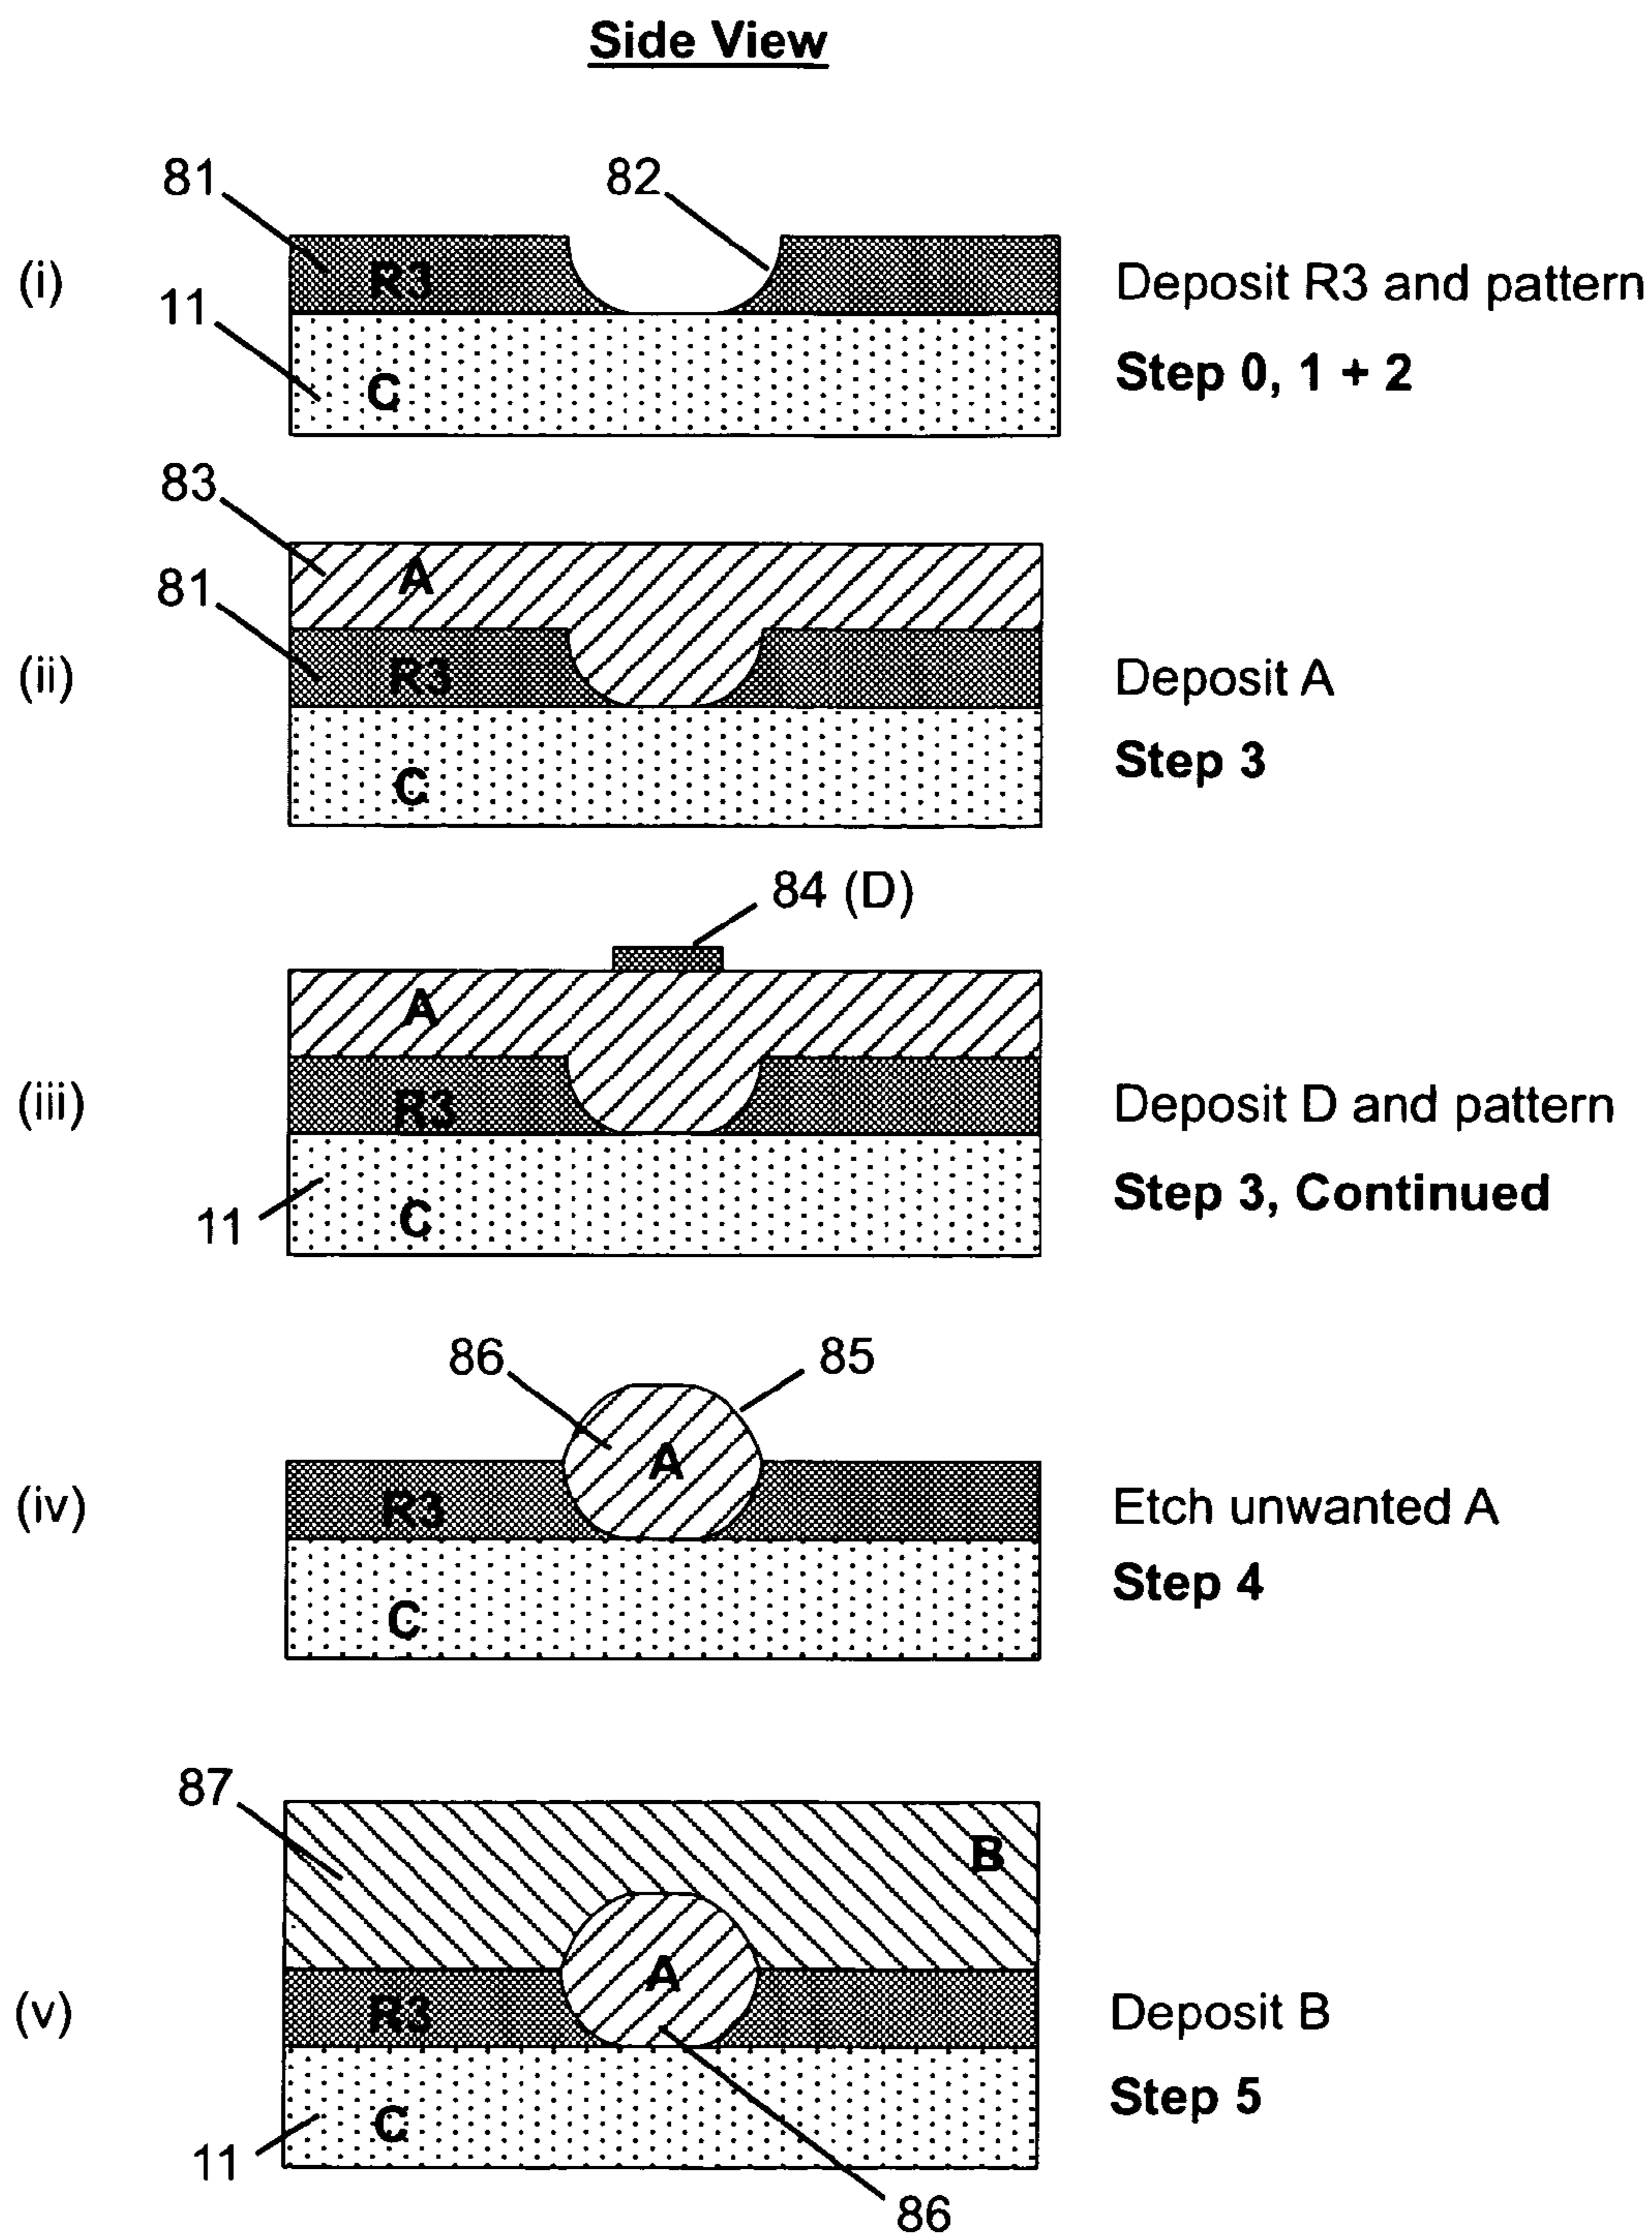 Side View
81
82
(i)
R3
11
C
Deposit R3 and pattern
Step 0, 1 + 2
83
A
81
(ii)
R3
C
Deposit A
Step 3
84 (D)
A
(iii)
R3
11
C
Deposit D and pattern
Step 3, Continued
86
85
A
(iv)
R3
C
Etch unwanted A
Step 4
87
B
A
(v)
R3
11
C
86
Deposit B
Step 5